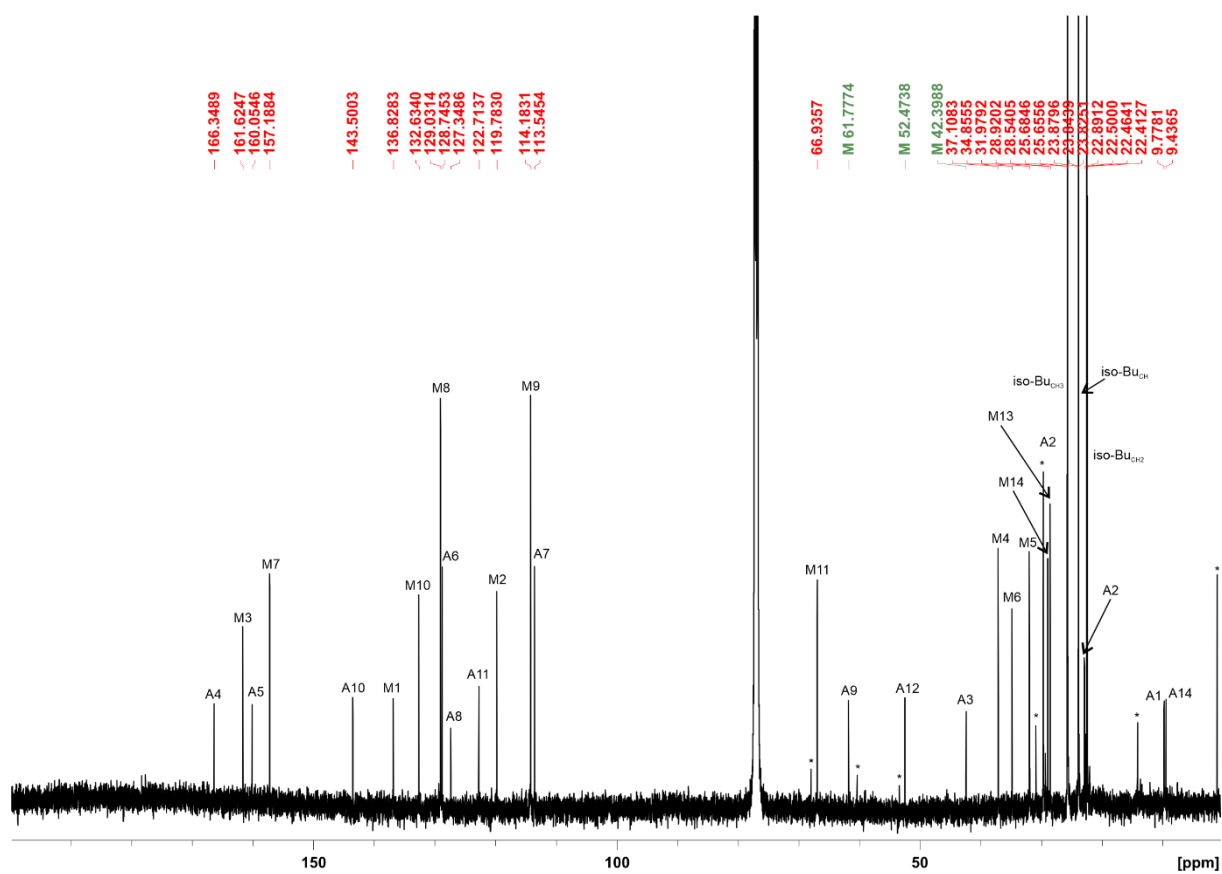 166.3489
161.6247
160.0546
157.1884
143.5003
136.8283
132.6340
129.0314
128.7453
127.3486
122.7137
119.7830
114.1831
113.5454
66.9357
M 61.7774
M 52.4738
M 42.3988
37.1083
34.8555
31.9792
28.9202
28.5405
25.6846
25.6556
23.8796
23.8439
23.8251
22.8912
22.5000
22.4641
22.4127
9.7781
9.4365
iso-BuCH3
iso-BuCH
M8
M9
M13
A2
*
iso-BuCH2
M14
A6
A7
M4
M5
M7
M10
M2
M11
M6
A2
*
M3
A4
A5
A10
M1
A11
A8
A9
A12
A3
A1
A14
*
*
*
*
*
150
100
50
[ppm]